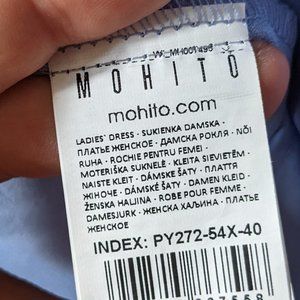 MOHITO
mohito.com
LADIES' DRESS · SUKIENKA DAMSKA ·
ПЛАТЬЕ ЖЕНСКОЕ · ДАМСКА РОКЛЯ · NŐI
RUHA · ROCHIE PENTRU FEMEI ·
MOTERIŠKA SUKNELĖ · KLEITA SIEVIETĒM ·
NAISTE KLEIT · DÁMSKÉ ŠATY · ПЛАТТЯ
ЖІНОЧЕ · DÁMSKE ŠATY · DAMEN KLEID ·
ŽENSKA HALJINA · ROBE POUR FEMME ·
DAMESJURK · ЖЕНСКА ХАЉИНА · ПЛАТЬЕ
ЖЕНСКОЕ
INDEX: PY272-54X-40